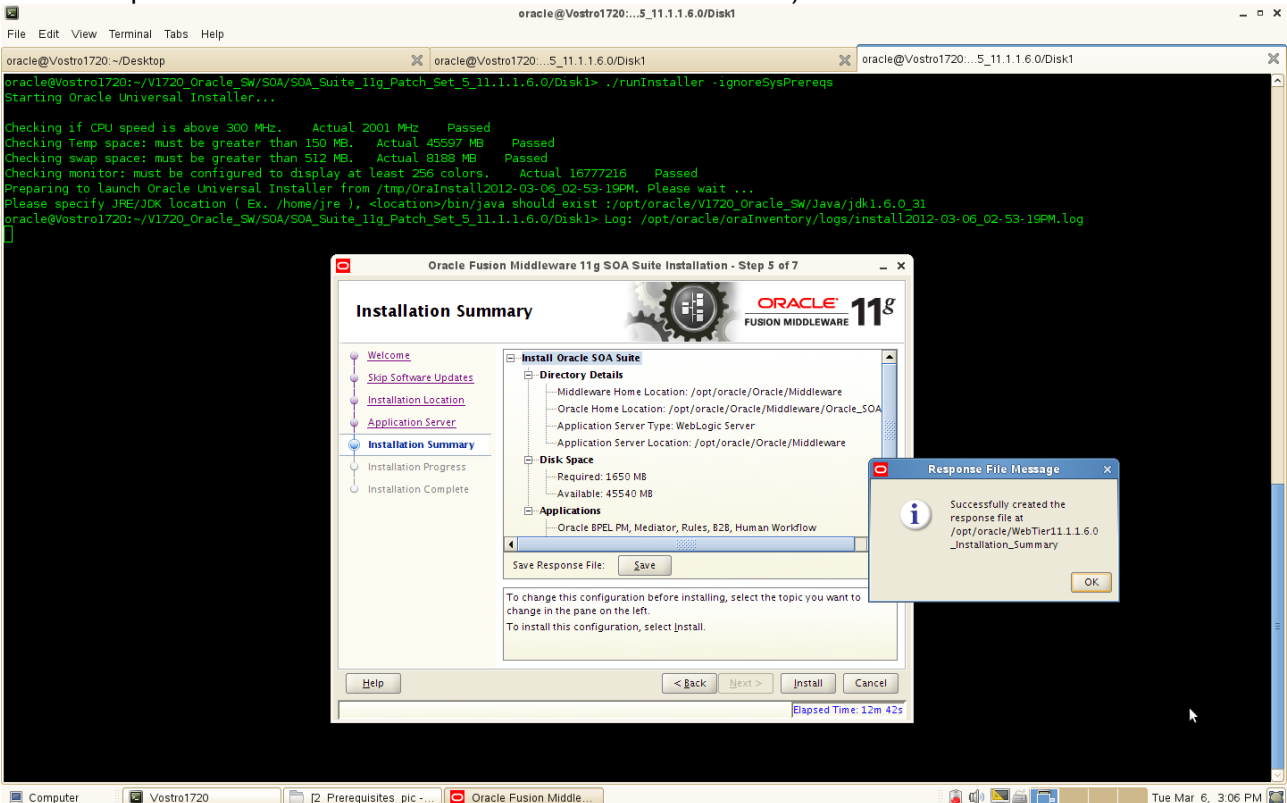 oracle@Vostro1720:...5_11.1.1.6.0/Disk1
File Edit View Terminal Tabs Help
oracle@Vostro1720:~/Desktop
oracle@Vostro1720:...5_11.1.1.6.0/Disk1
oracle@Vostro1720:...5_11.1.1.6.0/Disk1
oracle@Vostro1720:~/V1720_Oracle_SW/SOA/SOA_Suite_11g_Patch_Set_5_11.1.1.6.0/Disk1> ./runInstaller -ignoreSysPrereqs
Starting Oracle Universal Installer...
Checking if CPU speed is above 300 MHz. Actual 2001 MHz Passed
Checking Temp space: must be greater than 150 MB. Actual 45597 MB Passed
Checking swap space: must be greater than 512 MB. Actual 8188 MB Passed
Checking monitor: must be configured to display at least 256 colors. Actual 16777216 Passed
Preparing to launch Oracle Universal Installer from /tmp/OraInstall2012-03-06_02-53-19PM. Please wait ...
Please specify JRE/JDK location ( Ex. /home/jre ), <location>/bin/java should exist :/opt/oracle/V1720_Oracle_SW/Java/jdk1.6.0_31
oracle@Vostro1720:~/V1720_Oracle_SW/SOA/SOA_Suite_11g_Patch_Set_5_11.1.1.6.0/Disk1> Log: /opt/oracle/oraInventory/logs/install2012-03-06_02-53-19PM.log
Oracle Fusion Middleware 11g SOA Suite Installation - Step 5 of 7
Installation Summary
ORACLE
FUSION MIDDLEWARE
11g
Welcome
Skip Software Updates
Installation Location
Application Server
Installation Summary
Installation Progress
Installation Complete
Install Oracle SOA Suite
Directory Details
Middleware Home Location: /opt/oracle/Oracle/Middleware
Oracle Home Location: /opt/oracle/Oracle/Middleware/Oracle_SOA
Application Server Type: WebLogic Server
Application Server Location: /opt/oracle/Oracle/Middleware
Disk Space
Required: 1650 MB
Available: 45540 MB
Applications
Oracle BPEL PM, Mediator, Rules, B2B, Human Workflow
Save Response File: Save
To change this configuration before installing, select the topic you want to
change in the pane on the left.
To install this configuration, select Install.
Help
< Back
Next >
Install
Cancel
Elapsed Time: 12m 42s
Response File Message
Successfully created the
response file at
/opt/oracle/WebTier11.1.1.6.0
_Installation_Summary
OK
Computer
Vostro1720
[2_Prerequisites_pic -...
Oracle Fusion Middle...
Tue Mar 6, 3:06 PM